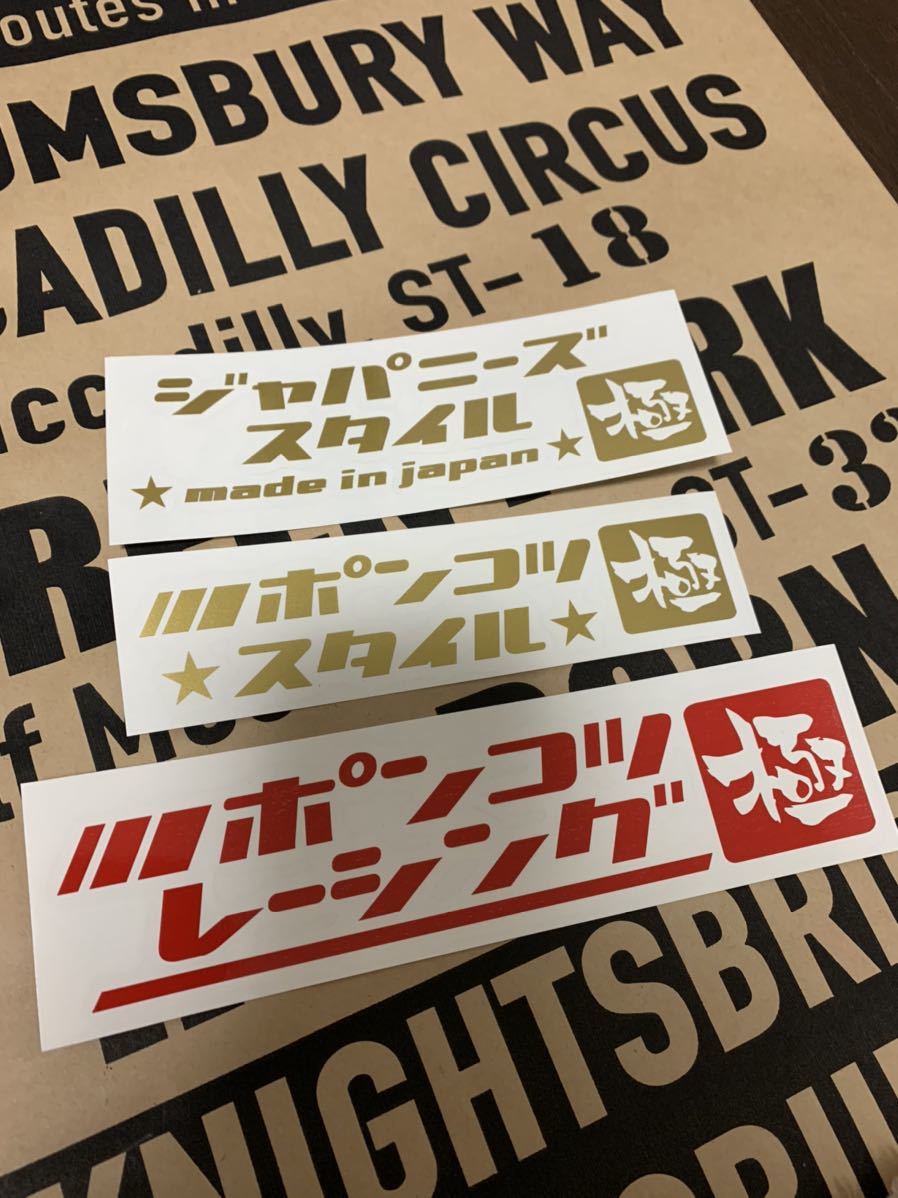 outes in
UMSBURY WAY
CADILLY CIRCUS
ccadilly, ST-18
ジャパニーズ
スタイル
極
★made in japan★
ポンコツ
★スタイル★
極
ST-3
ポンコツ
レーシング
極
KNIGHTSBRI